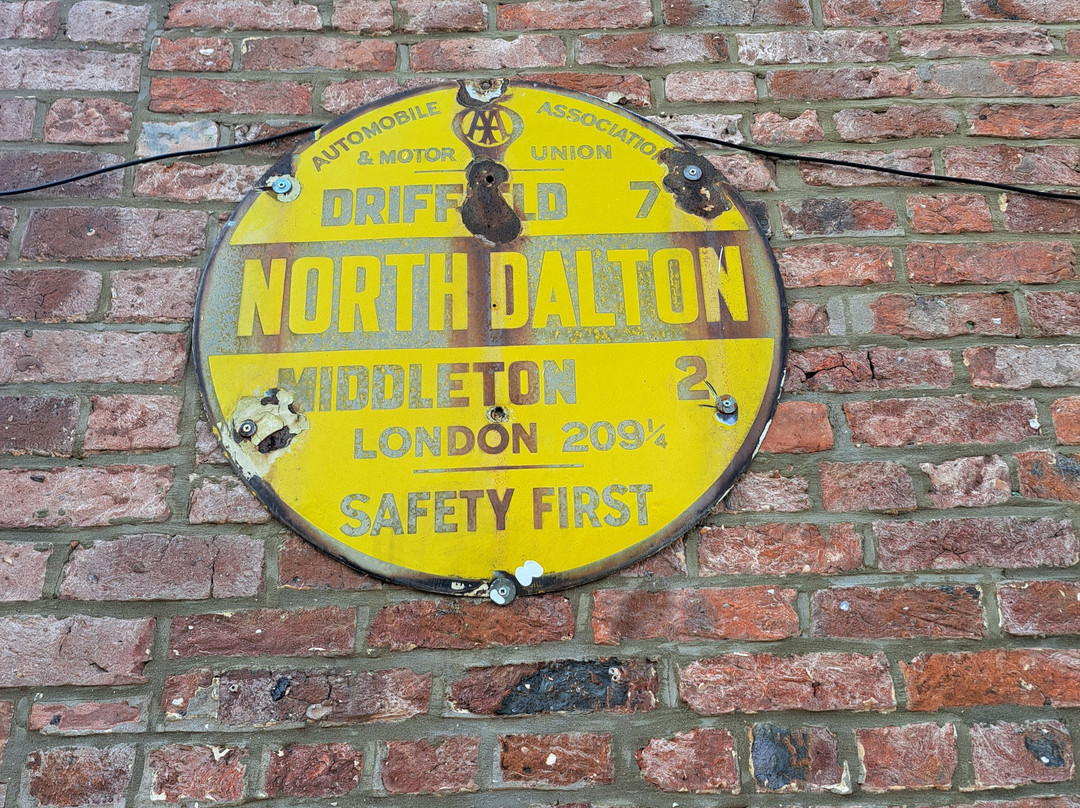 AUTOMOBILE AA ASSOCIATION
& MOTOR UNION
DRIFFIELD 7
NORTH DALTON
MIDDLETON 2
LONDON 209¼
SAFETY FIRST